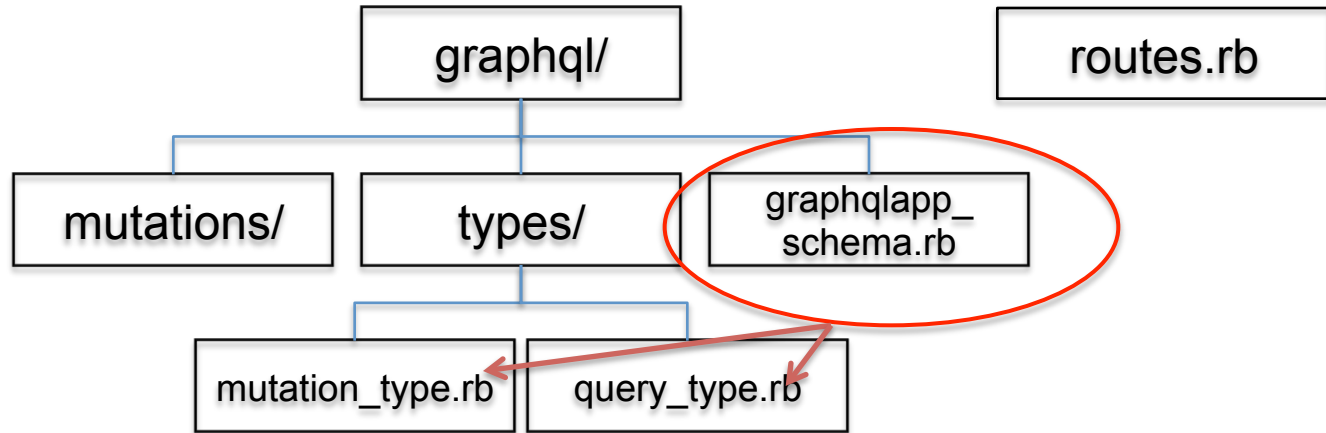 graphql/
routes.rb
mutations/
types/
graphqlapp_
schema.rb
mutation_type.rb
query_type.rb